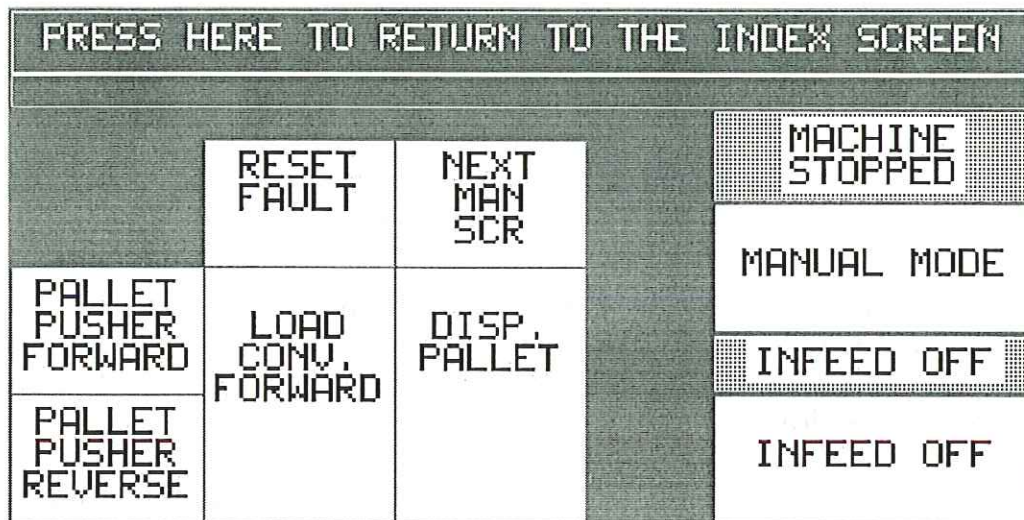 PRESS HERE TO RETURN TO THE INDEX SCREEN
RESET
FAULT
NEXT
MAN
SCR
MACHINE
STOPPED
MANUAL MODE
PALLET
PUSHER
FORWARD
LOAD
CONV.
FORWARD
DISP.
PALLET
INFEED OFF
PALLET
PUSHER
REVERSE
INFEED OFF